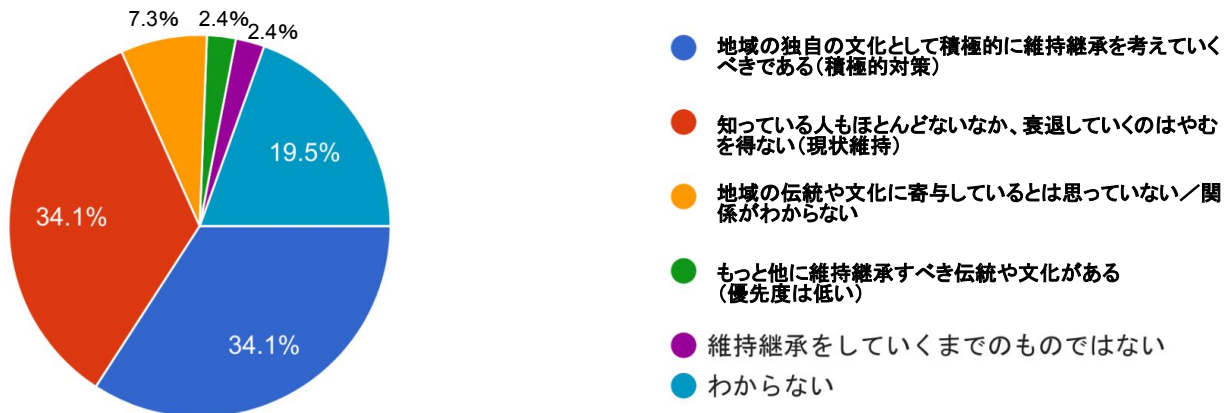 7.3%
2.4%
2.4%
19.5%
34.1%
34.1%
地域の独自の文化として積極的に維持継承を考えていく
べきである(積極的対策)
知っている人もほとんどないなか、衰退していくのはやむ
を得ない(現状維持)
地域の伝統や文化に寄与しているとは思っていない／関
係がわからない
もっと他に維持継承すべき伝統や文化がある
(優先度は低い)
維持継承をしていくまでのものではない
わからない